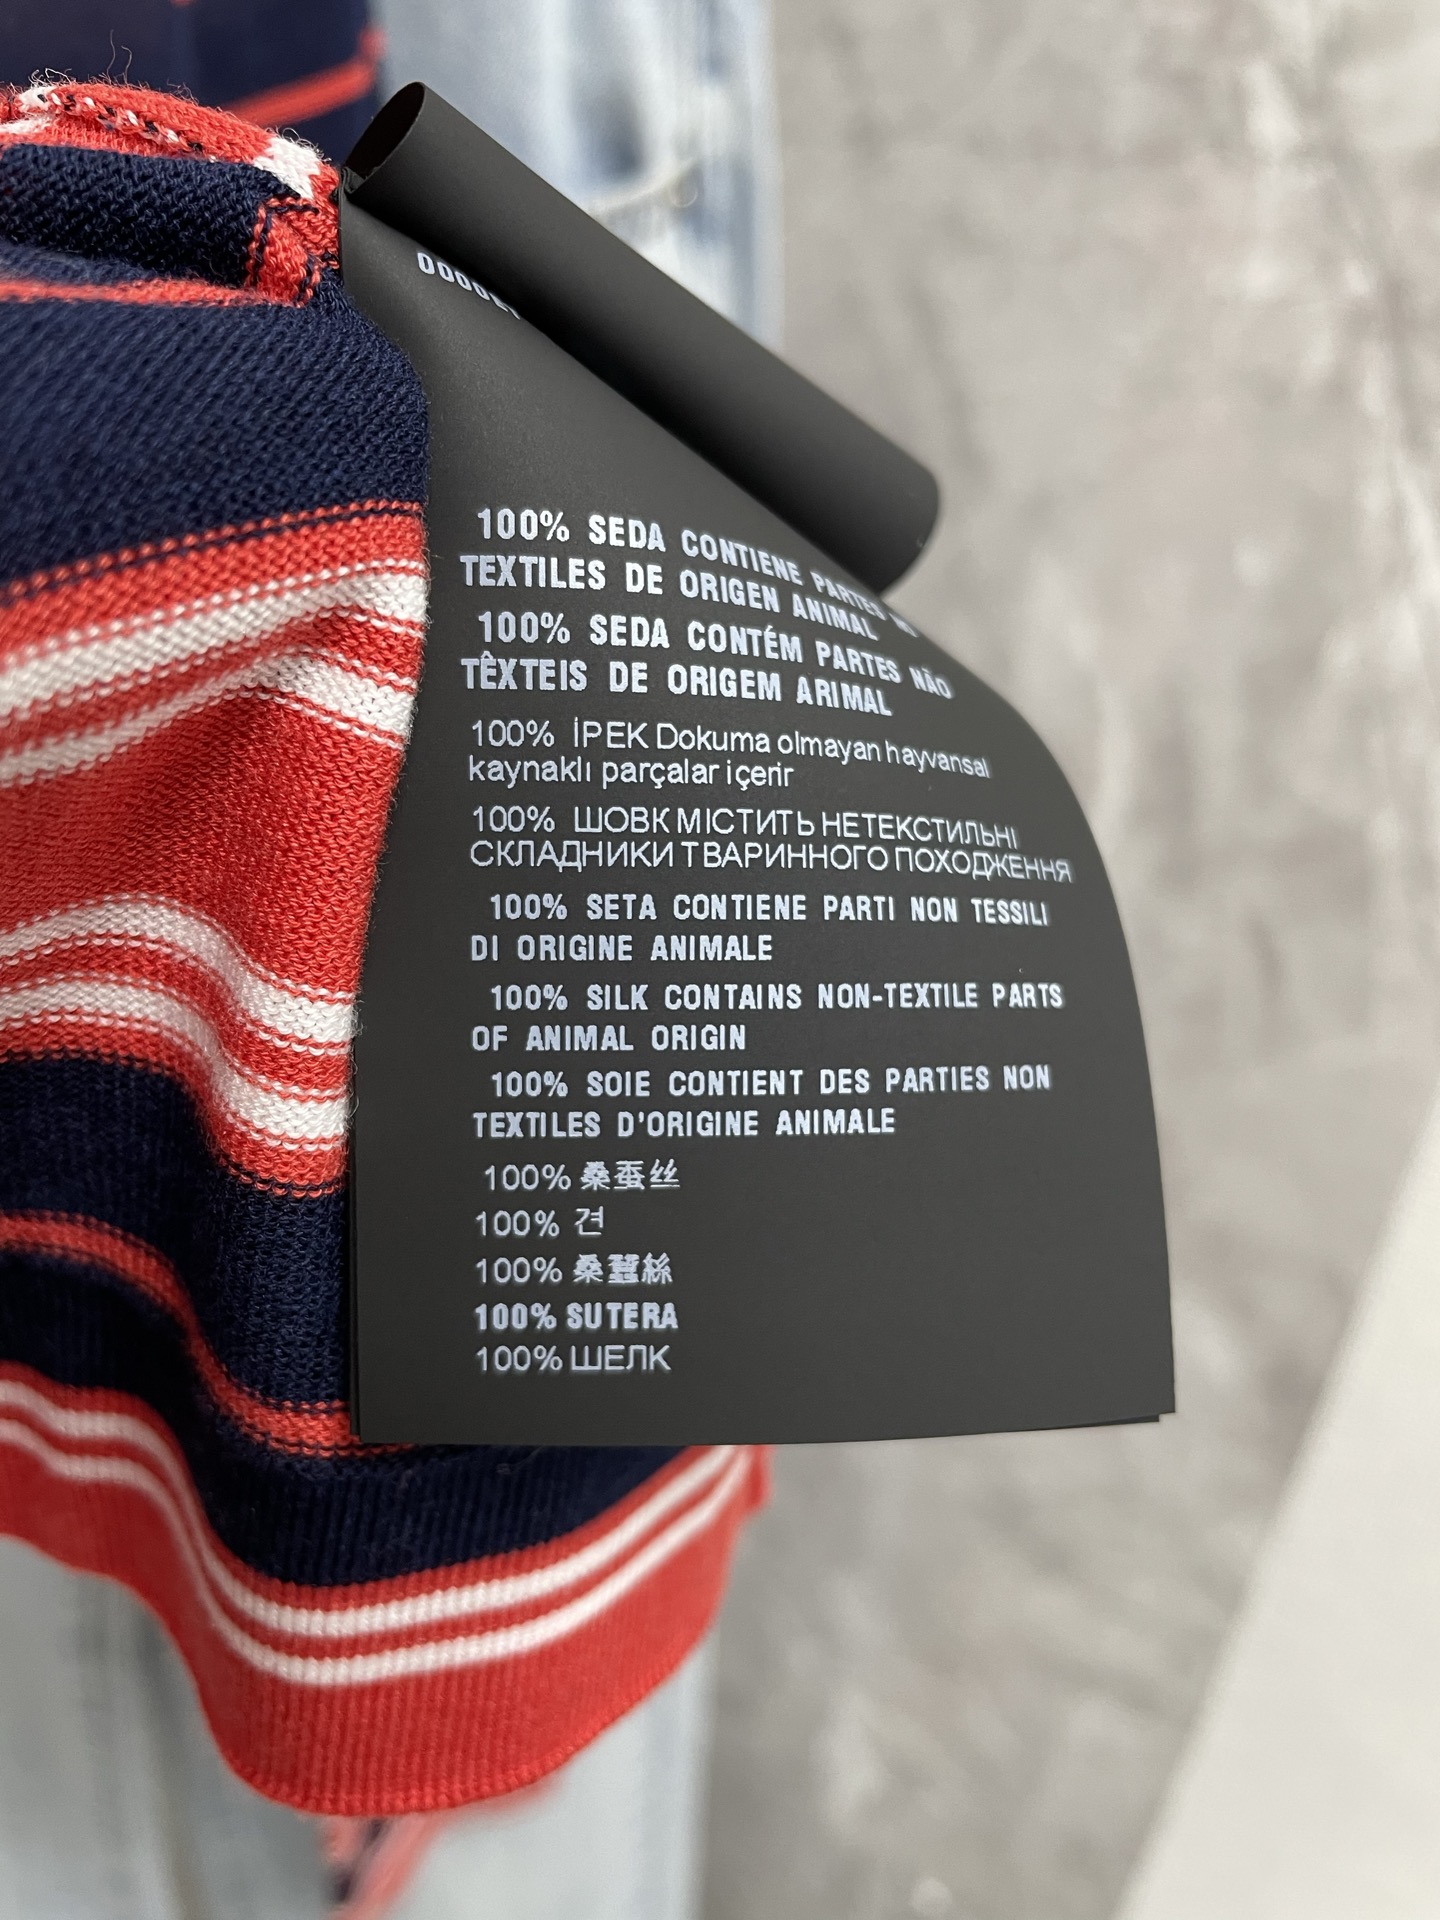 100% SEDA CONTIENE PARTES
TEXTILES DE ORIGEN ANIMAL
100% SEDA CONTÉM PARTES NÃO
TÊXTEIS DE ORIGEM ARIMAL
100% İPEK Dokuma olmayan hayvansal
kaynaklı parçalar içerir
100% ШОВК МІСТИТЬ НЕТЕКСТИЛЬНІ
СКЛАДНИКИ ТВАРИННОГО ПОХОДЖЕННЯ
100% SETA CONTIENE PARTI NON TESSILI
DI ORIGINE ANIMALE
100% SILK CONTAINS NON-TEXTILE PARTS
OF ANIMAL ORIGIN
100% SOIE CONTIENT DES PARTIES NON
TEXTILES D'ORIGINE ANIMALE
100% 桑蚕丝
100% 견
100% 桑蠶絲
100% SUTERA
100% ШЕЛК